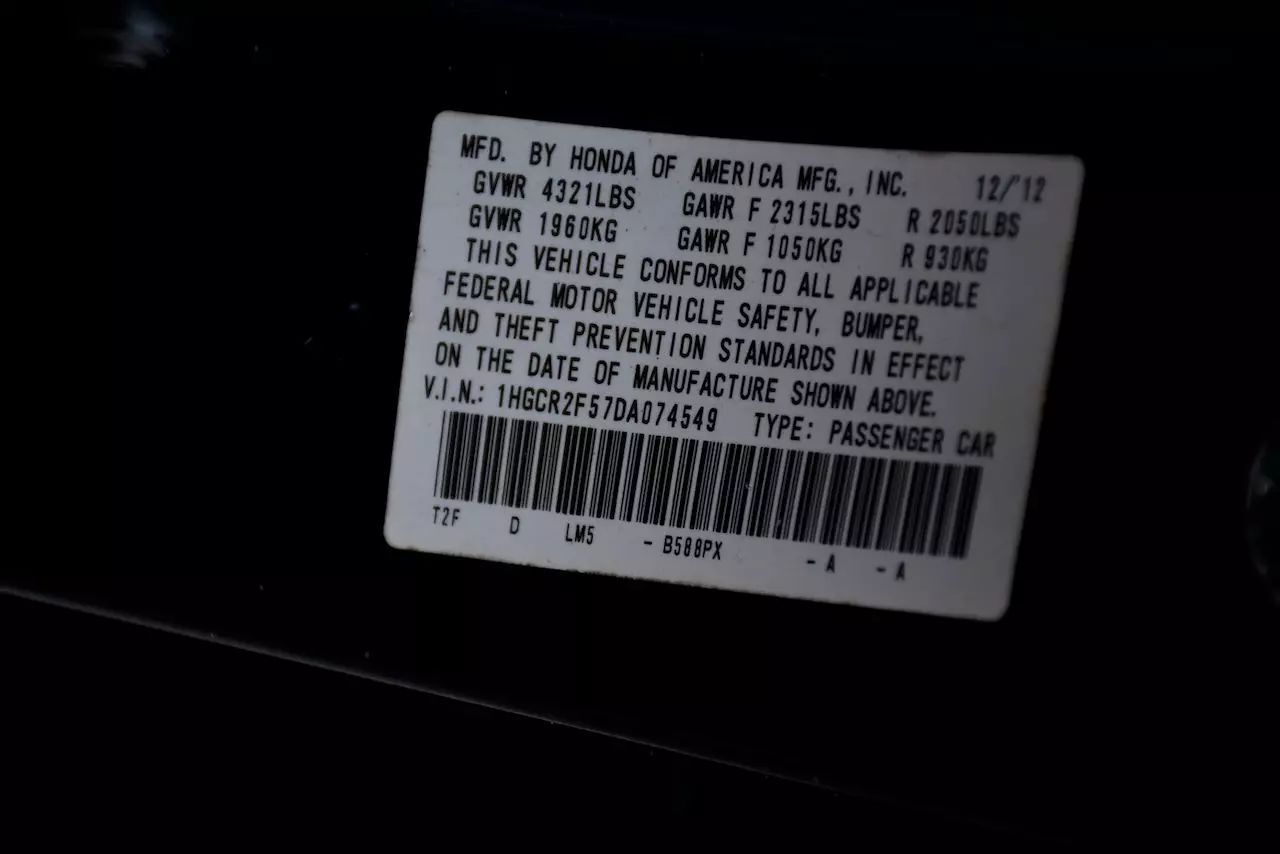 MFD. BY HONDA OF AMERICA MFG., INC. 12/'12
GVWR 4321LBS GAWR F 2315LBS R 2050LBS
GVWR 1960KG GAWR F 1050KG R 930KG
THIS VEHICLE CONFORMS TO ALL APPLICABLE
FEDERAL MOTOR VEHICLE SAFETY, BUMPER,
AND THEFT PREVENTION STANDARDS IN EFFECT
ON THE DATE OF MANUFACTURE SHOWN ABOVE.
V.I.N.: 1HGCR2F57DA074549 TYPE: PASSENGER CAR
T2F D LM5 - B588PX - A - A